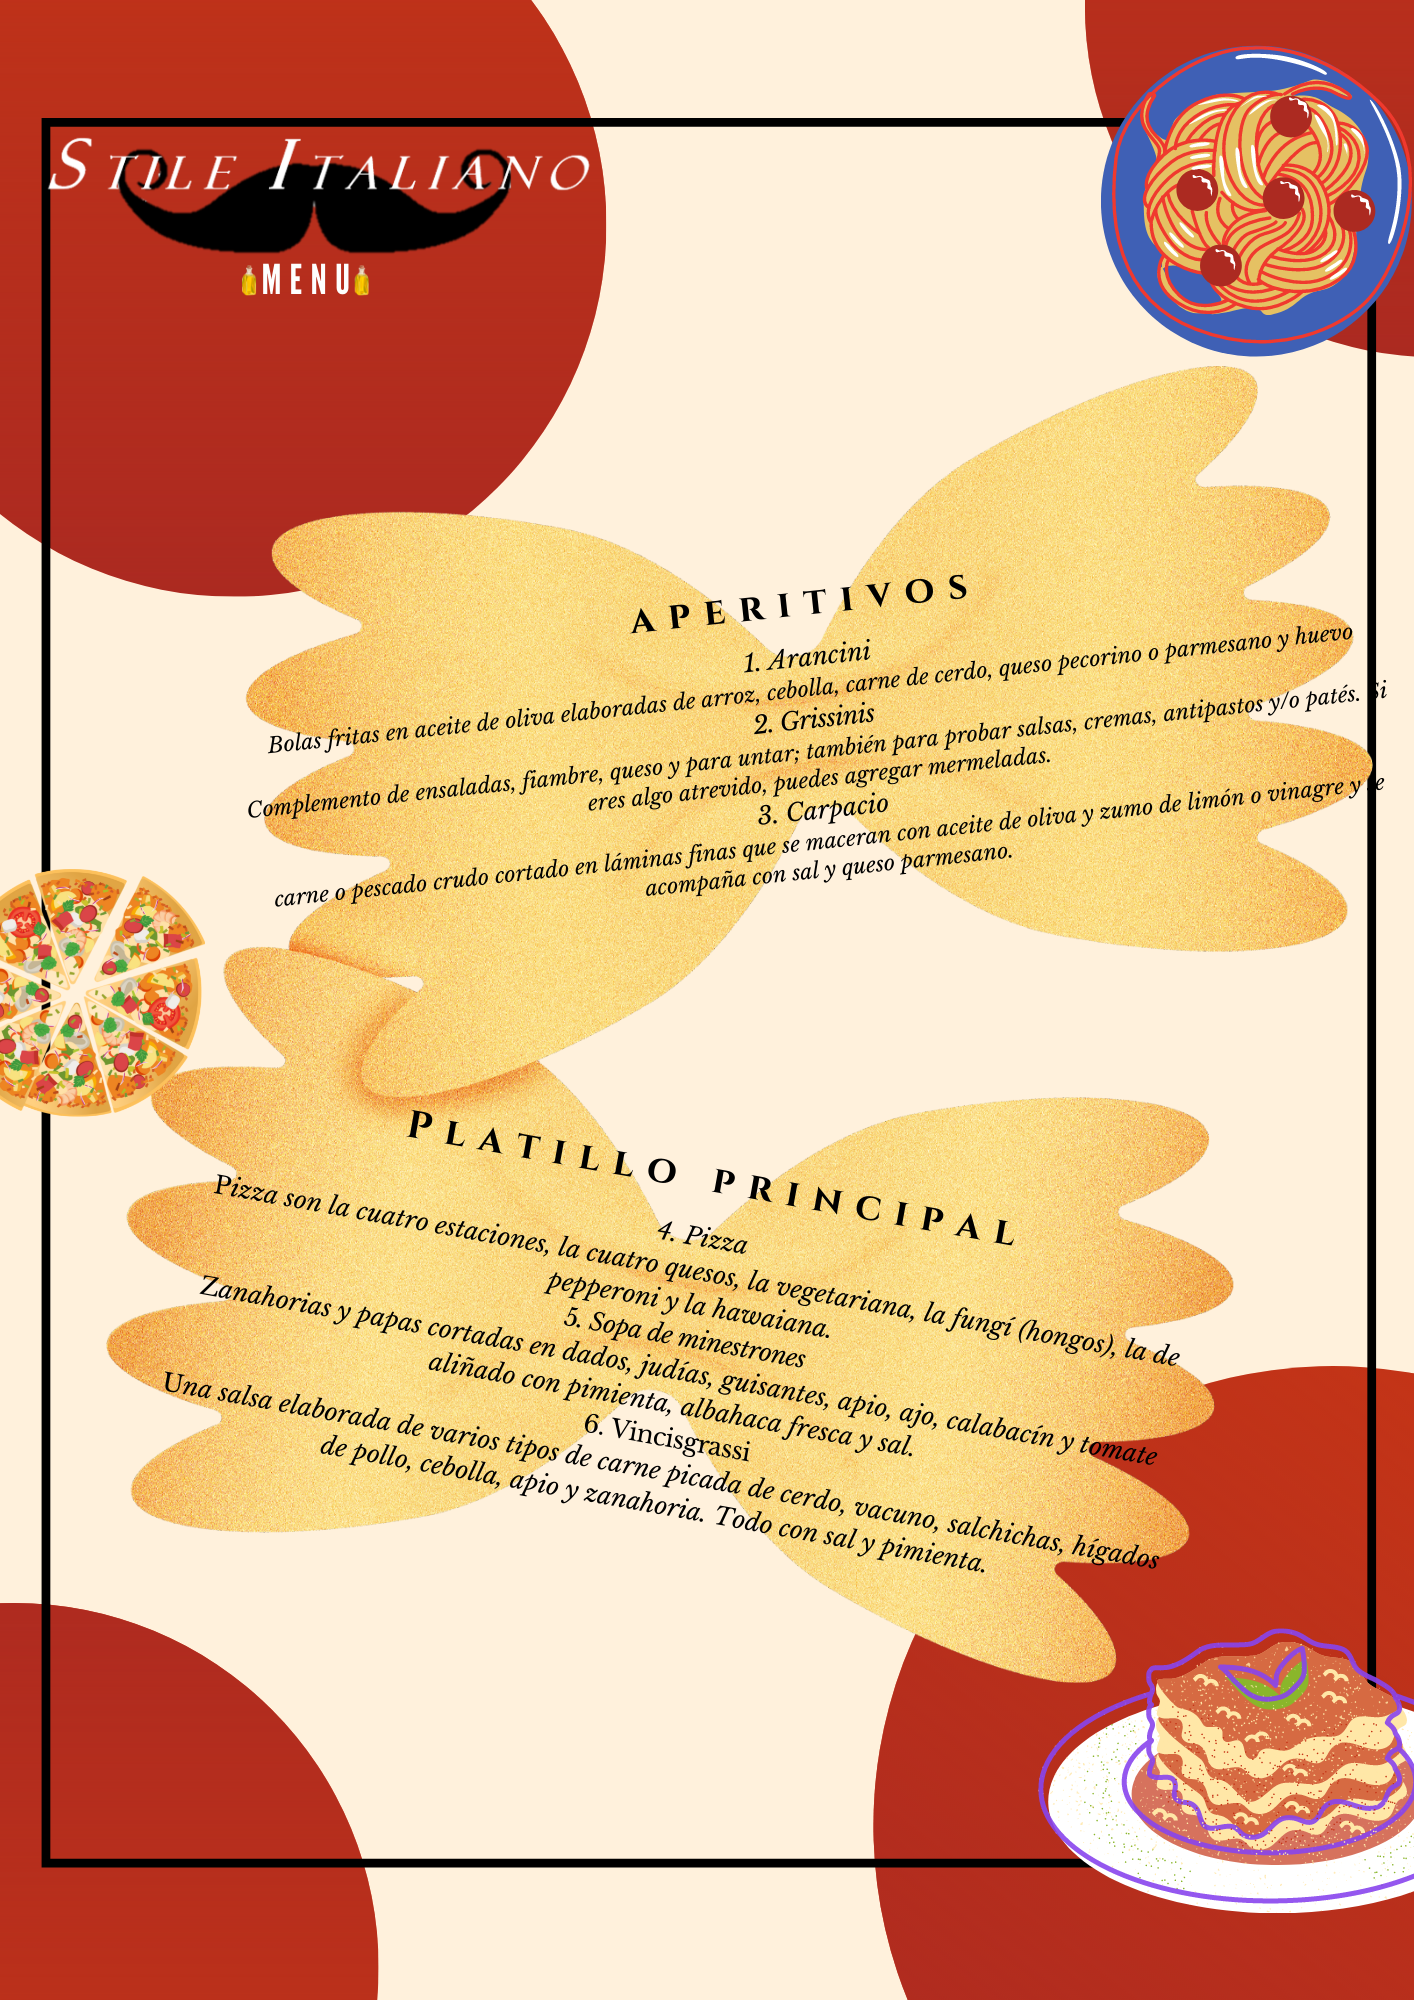 STILE ITALIANO
MENU
APERITIVOS
1. Arancini
Bolas fritas en aceite de oliva elaboradas de arroz, cebolla, carne de cerdo, queso pecorino o parmesano y huevo
2. Grissinis
Complemento de ensaladas, fiambre, queso y para untar; también para probar salsas, cremas, antipastos y/o patés. Si
eres algo atrevido, puedes agregar mermeladas.
3. Carpacio
carne o pescado crudo cortado en láminas finas que se maceran con aceite de oliva y zumo de limón o vinagre y se
acompaña con sal y queso parmesano.
PLATILLO PRINCIPAL
4. Pizza
Pizza son la cuatro estaciones, la cuatro quesos, la vegetariana, la fungí (hongos), la de
pepperoni y la hawaiana.
5. Sopa de minestrones
Zanahorias y papas cortadas en dados, judías, guisantes, apio, ajo, calabacín y tomate
aliñado con pimienta, albahaca fresca y sal.
6. Vincisgrassi
Una salsa elaborada de varios tipos de carne picada de cerdo, vacuno, salchichas, hígados
de pollo, cebolla, apio y zanahoria. Todo con sal y pimienta.